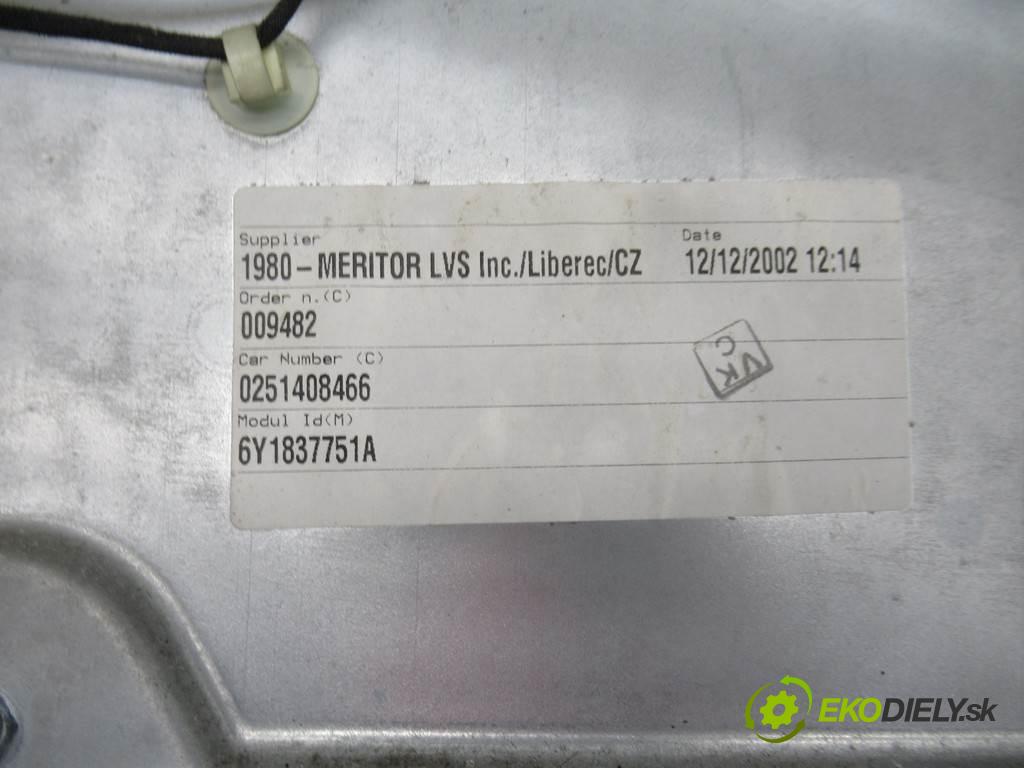 Supplier
1980 – MERITOR LVS Inc./Liberec/CZ
Date
12/12/2002 12:14
Order n.(C)
009482
Car Number (C)
0251408466
Modul Id(M)
6Y1837751A
VK
C
EKODIELY.sk